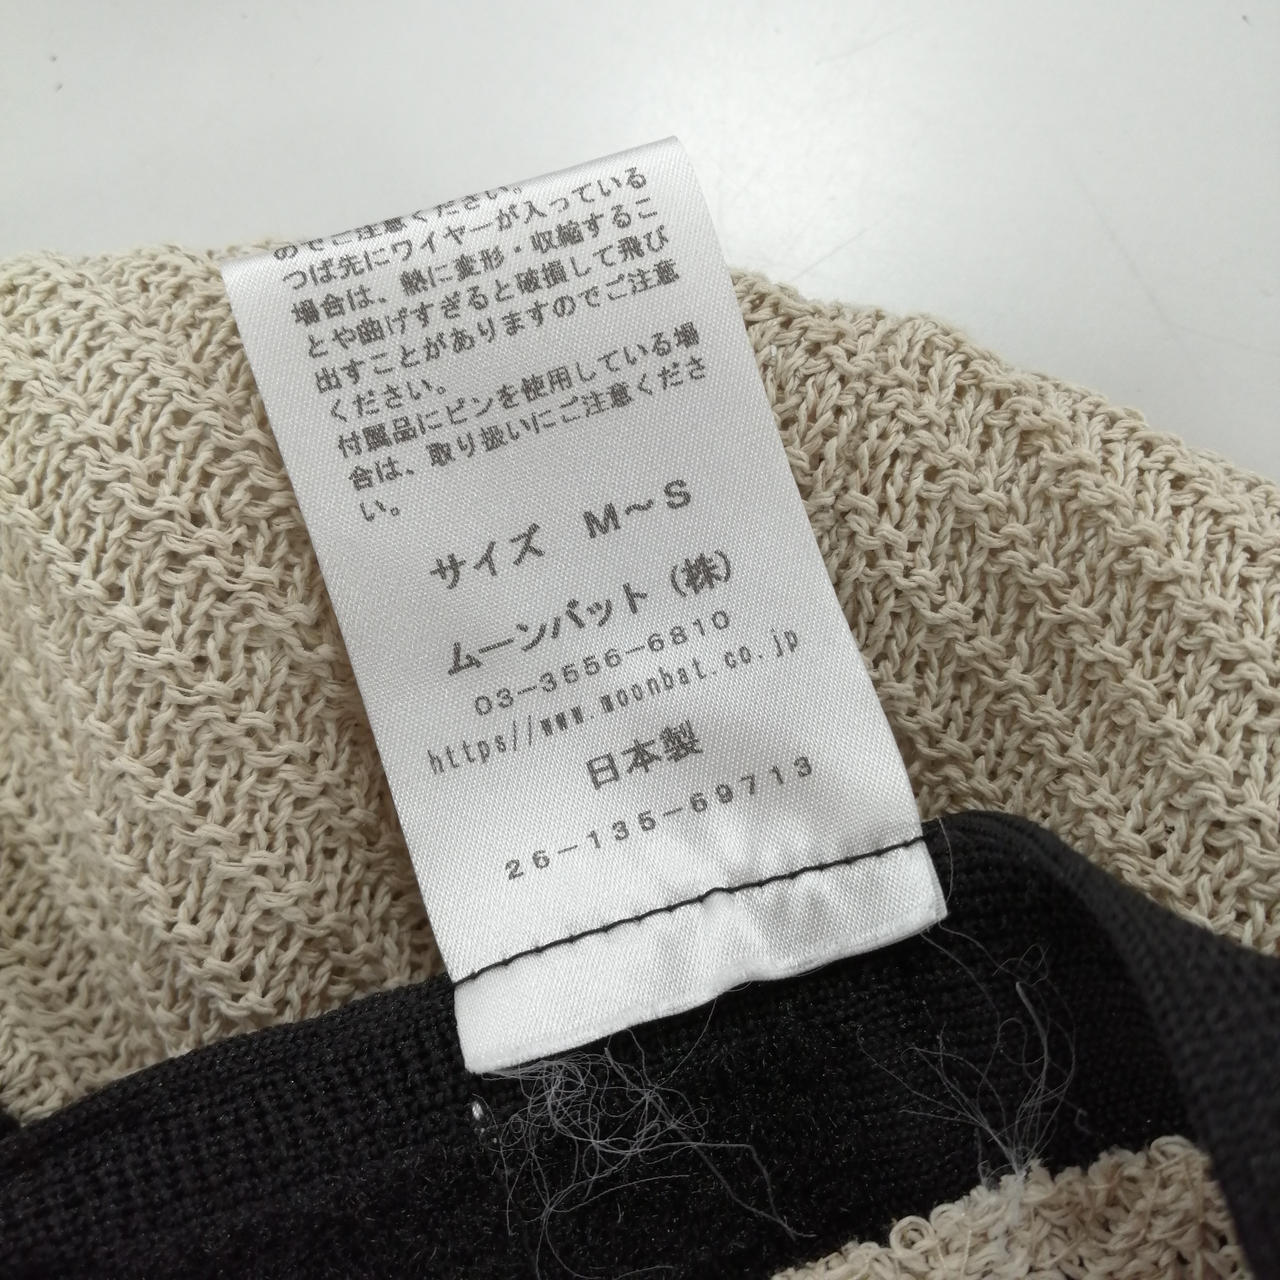 のでご注意ください。
つば先にワイヤーが入っている
場合は、熱に変形・収縮するこ
とや曲げすぎると破損して飛び
出すことがありますのでご注意
ください。
付属品にピンを使用している場
合は、取り扱いにご注意くださ
い。
サイズ M～S
ムーンバット(株)
03-3556-6810
https//www.moonbat.co.jp
日本製
26-135-69713